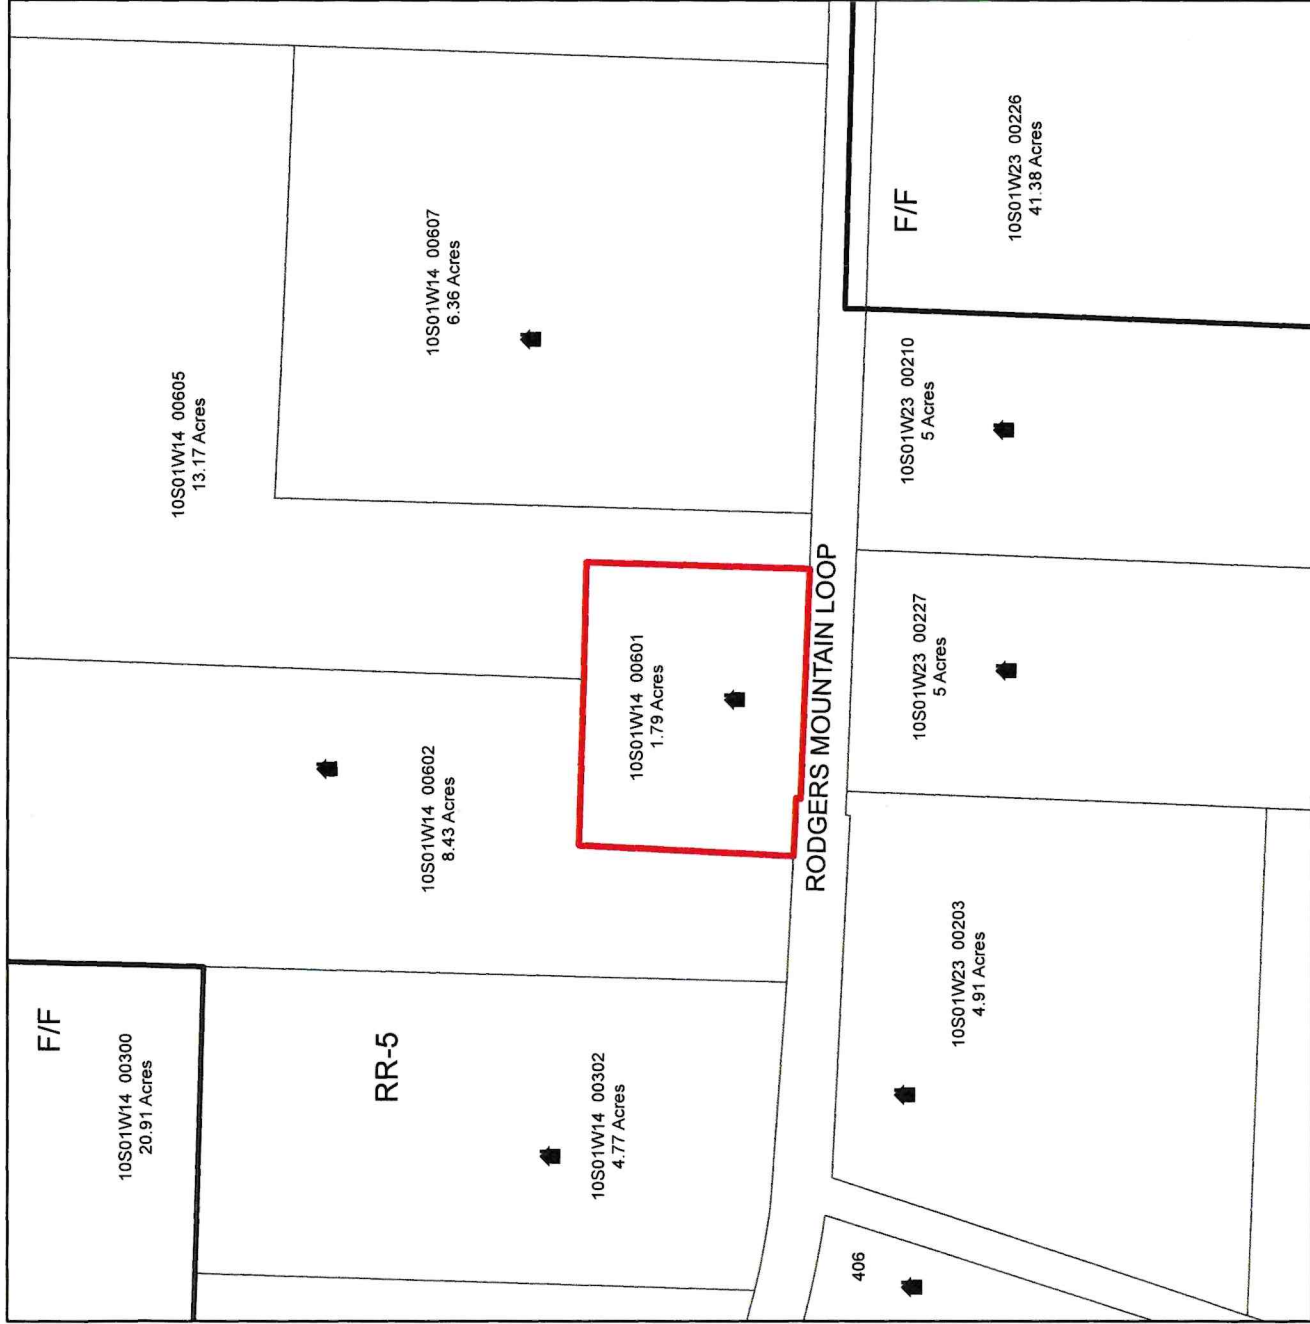 F/F
10S01W14 00300
20.91 Acres
RR-5
10S01W14 00302
4.77 Acres
10S01W14 00605
13.17 Acres
10S01W14 00602
8.43 Acres
10S01W14 00607
6.36 Acres
10S01W14 00601
1.79 Acres
RODGERS MOUNTAIN LOOP
406
10S01W23 00203
4.91 Acres
10S01W23 00227
5 Acres
10S01W23 00210
5 Acres
F/F
10S01W23 00226
41.38 Acres